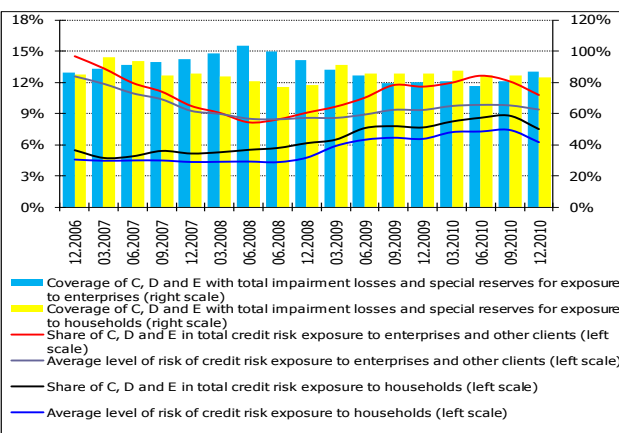 18% 120%
15% 100%
12% 80%
9% 60%
6% 40%
3% 20%
0% 0%
12.2006 03.2007 06.2007 09.2007 12.2007 03.2008 06.2008 06.2008 12.2008 03.2009 06.2009 09.2009 12.2009 03.2010 06.2010 09.2010 12.2010
Coverage of C, D and E with total impairment losses and special reserves for exposure
to enterprises (right scale)
Coverage of C, D and E with total impairment losses and special reserves for exposure
to households (right scale)
Share of C, D and E in total credit risk exposure to enterprises and other clients (left
scale)
Average level of risk of credit risk exposure to enterprises and other clients (left scale)
Share of C, D and E in total credit risk exposure to households (left scale)
Average level of risk of credit risk exposure to households (left scale)